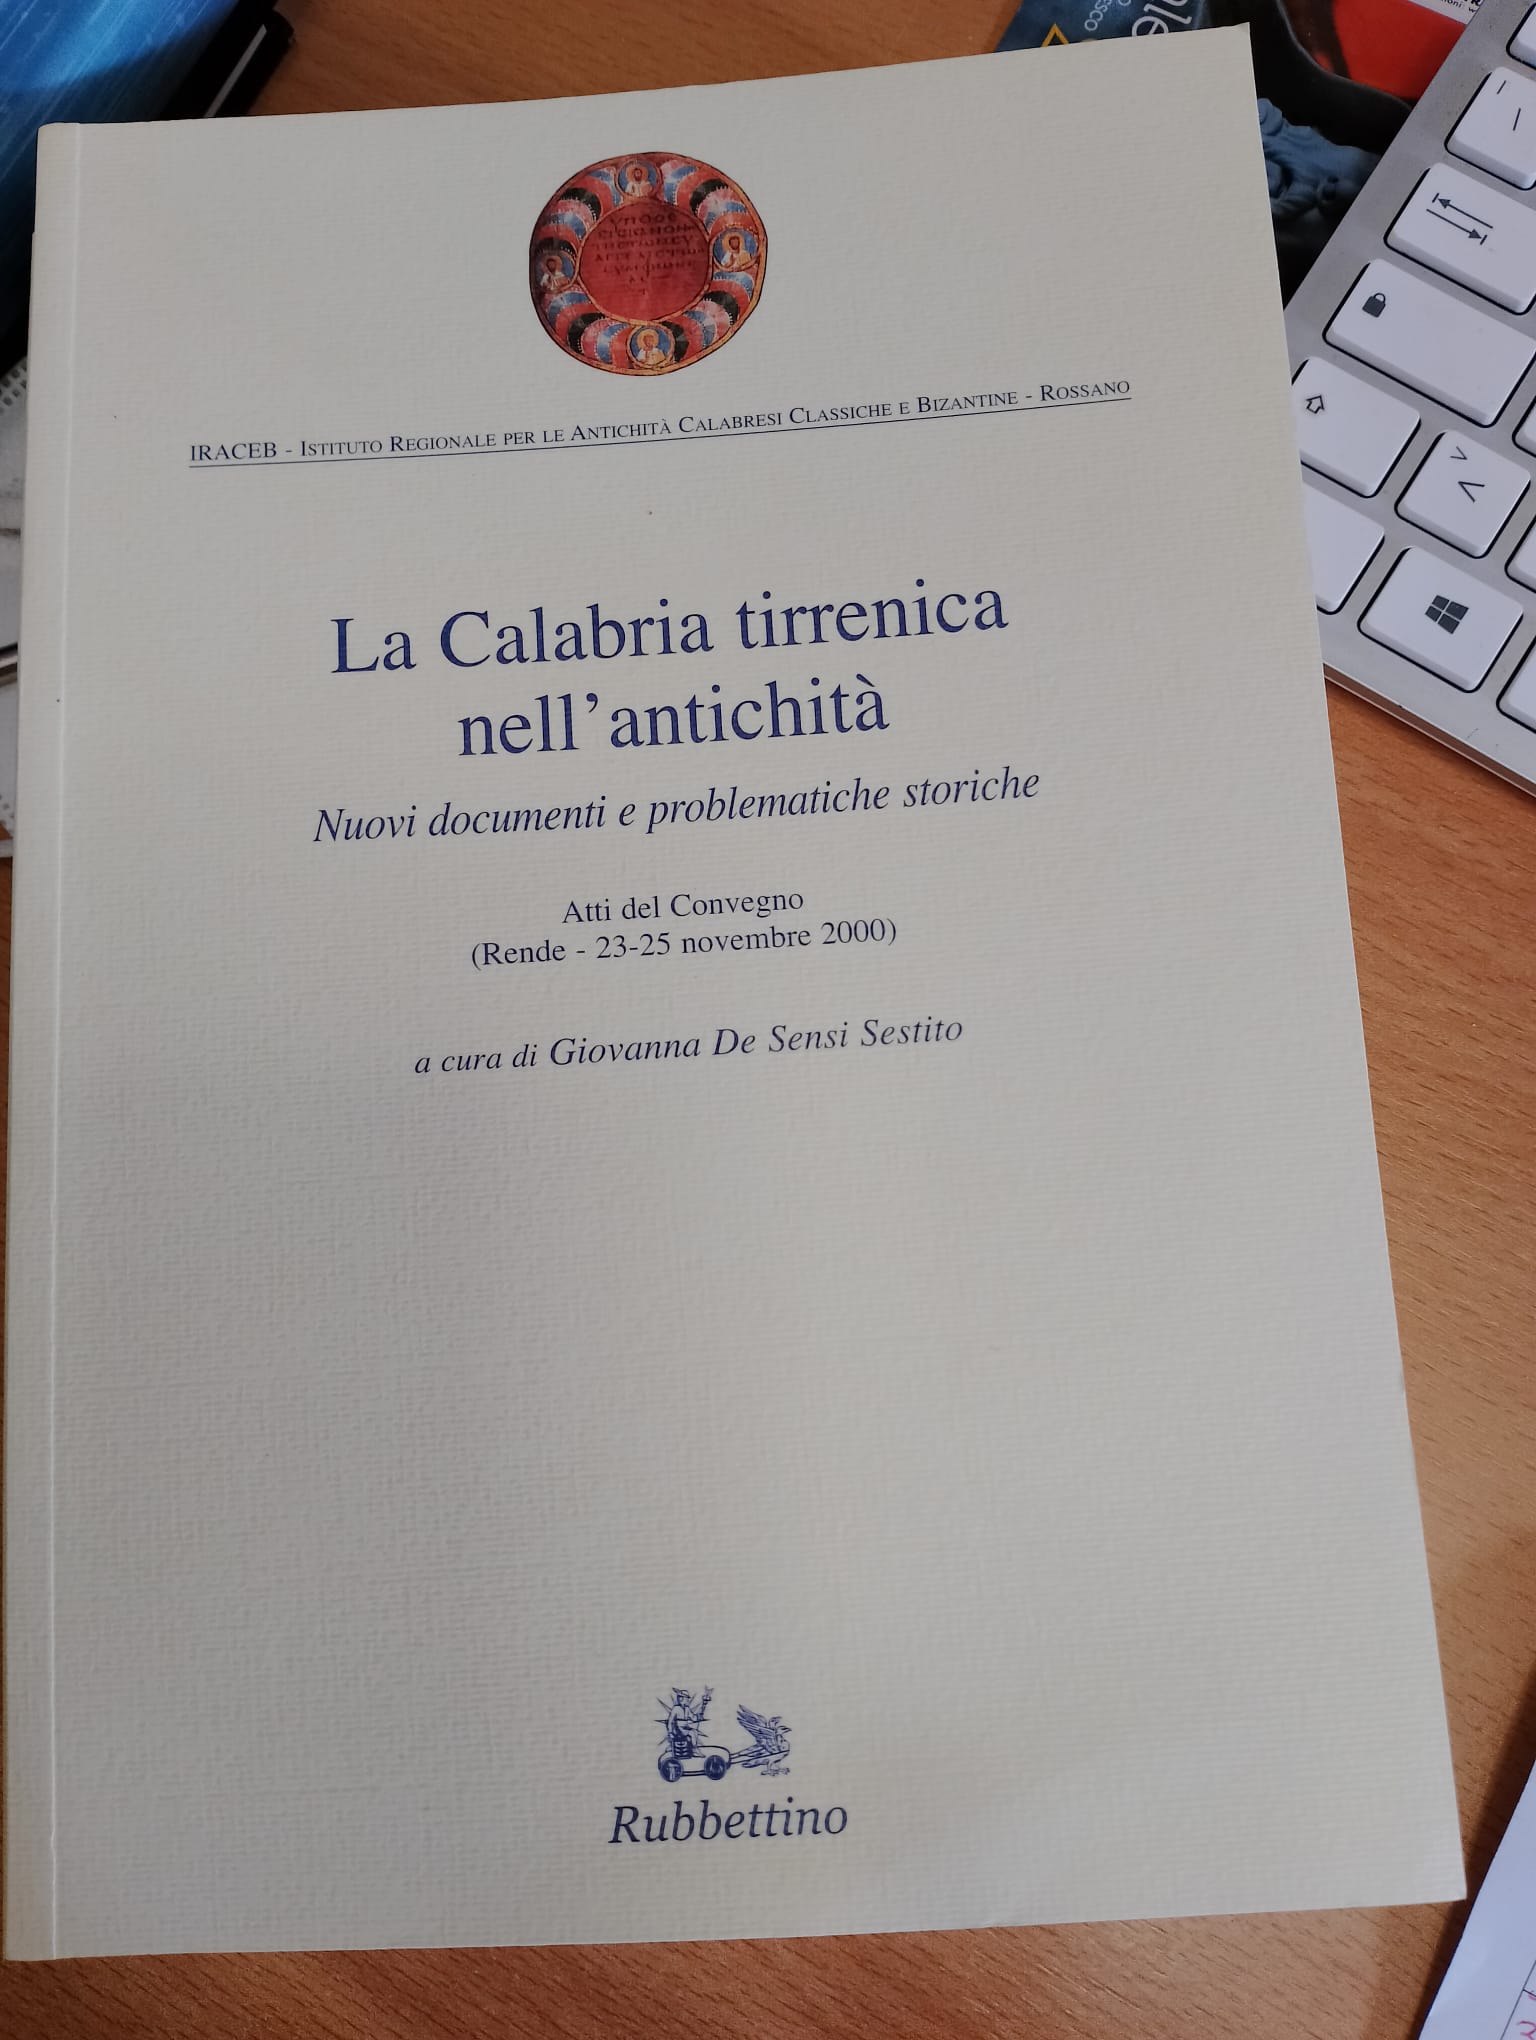 IRACEB - Istituto Regionale per le Antichità Calabresi Classiche e Bizantine - Rossano
La Calabria tirrenica
nell'antichità
Nuovi documenti e problematiche storiche
Atti del Convegno
(Rende - 23-25 novembre 2000)
a cura di Giovanna De Sensi Sestito
Rubbettino